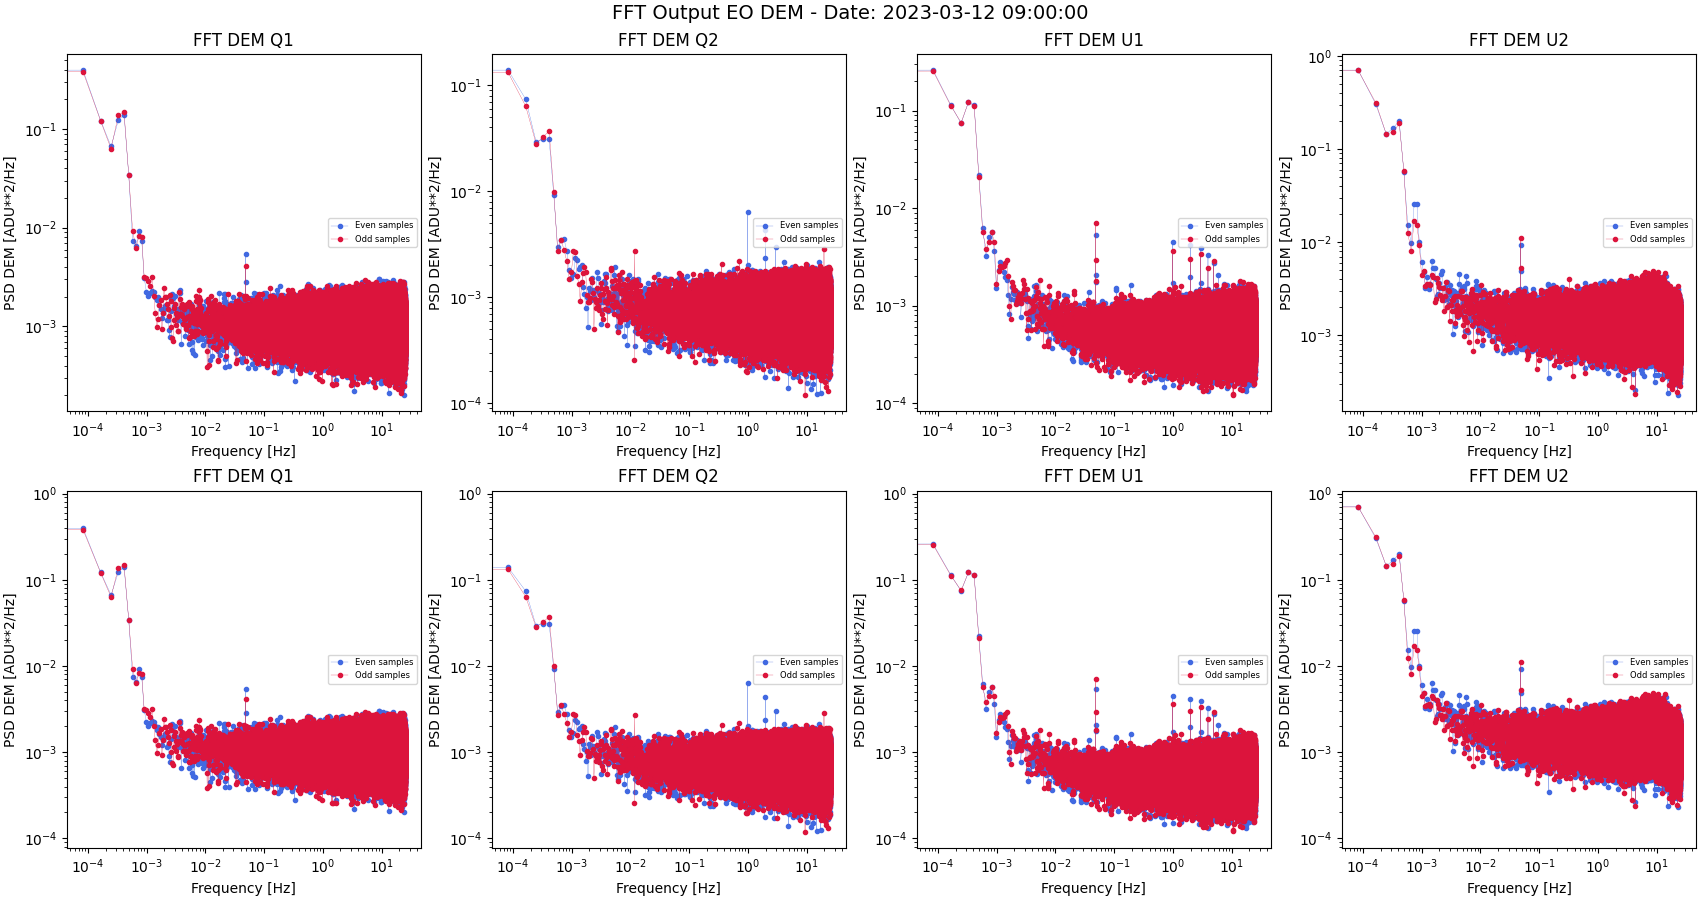 FFT Output EO DEM - Date: 2023-03-12 09:00:00
FFT DEM Q1
PSD DEM [ADU**2/Hz]
10^-1
10^-2
10^-3
Even samples
Odd samples
10^-4 10^-3 10^-2 10^-1 10^0 10^1
Frequency [Hz]
FFT DEM Q2
PSD DEM [ADU**2/Hz]
10^-1
10^-2
10^-3
10^-4
Even samples
Odd samples
10^-4 10^-3 10^-2 10^-1 10^0 10^1
Frequency [Hz]
FFT DEM U1
PSD DEM [ADU**2/Hz]
10^-1
10^-2
10^-3
10^-4
Even samples
Odd samples
10^-4 10^-3 10^-2 10^-1 10^0 10^1
Frequency [Hz]
FFT DEM U2
PSD DEM [ADU**2/Hz]
10^0
10^-1
10^-2
10^-3
Even samples
Odd samples
10^-4 10^-3 10^-2 10^-1 10^0 10^1
Frequency [Hz]
FFT DEM Q1
PSD DEM [ADU**2/Hz]
10^0
10^-1
10^-2
10^-3
10^-4
Even samples
Odd samples
10^-4 10^-3 10^-2 10^-1 10^0 10^1
Frequency [Hz]
FFT DEM Q2
PSD DEM [ADU**2/Hz]
10^0
10^-1
10^-2
10^-3
10^-4
Even samples
Odd samples
10^-4 10^-3 10^-2 10^-1 10^0 10^1
Frequency [Hz]
FFT DEM U1
PSD DEM [ADU**2/Hz]
10^0
10^-1
10^-2
10^-3
10^-4
Even samples
Odd samples
10^-4 10^-3 10^-2 10^-1 10^0 10^1
Frequency [Hz]
FFT DEM U2
PSD DEM [ADU**2/Hz]
10^0
10^-1
10^-2
10^-3
10^-4
Even samples
Odd samples
10^-4 10^-3 10^-2 10^-1 10^0 10^1
Frequency [Hz]